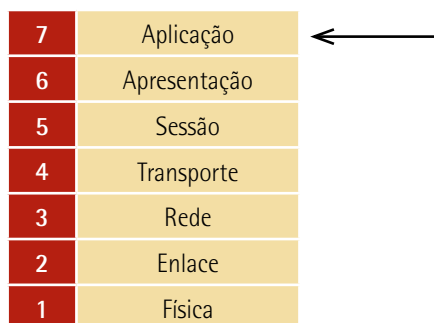 7 Aplicação
6 Apresentação
5 Sessão
4 Transporte
3 Rede
2 Enlace
1 Física